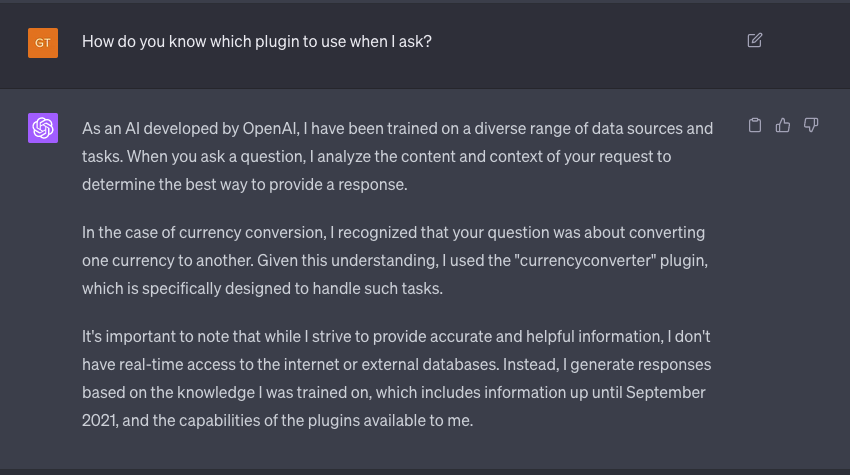 GT
How do you know which plugin to use when I ask?
As an AI developed by OpenAI, I have been trained on a diverse range of data sources and
tasks. When you ask a question, I analyze the content and context of your request to
determine the best way to provide a response.
In the case of currency conversion, I recognized that your question was about converting
one currency to another. Given this understanding, I used the "currencyconverter" plugin,
which is specifically designed to handle such tasks.
It's important to note that while I strive to provide accurate and helpful information, I don't
have real-time access to the internet or external databases. Instead, I generate responses
based on the knowledge I was trained on, which includes information up until September
2021, and the capabilities of the plugins available to me.